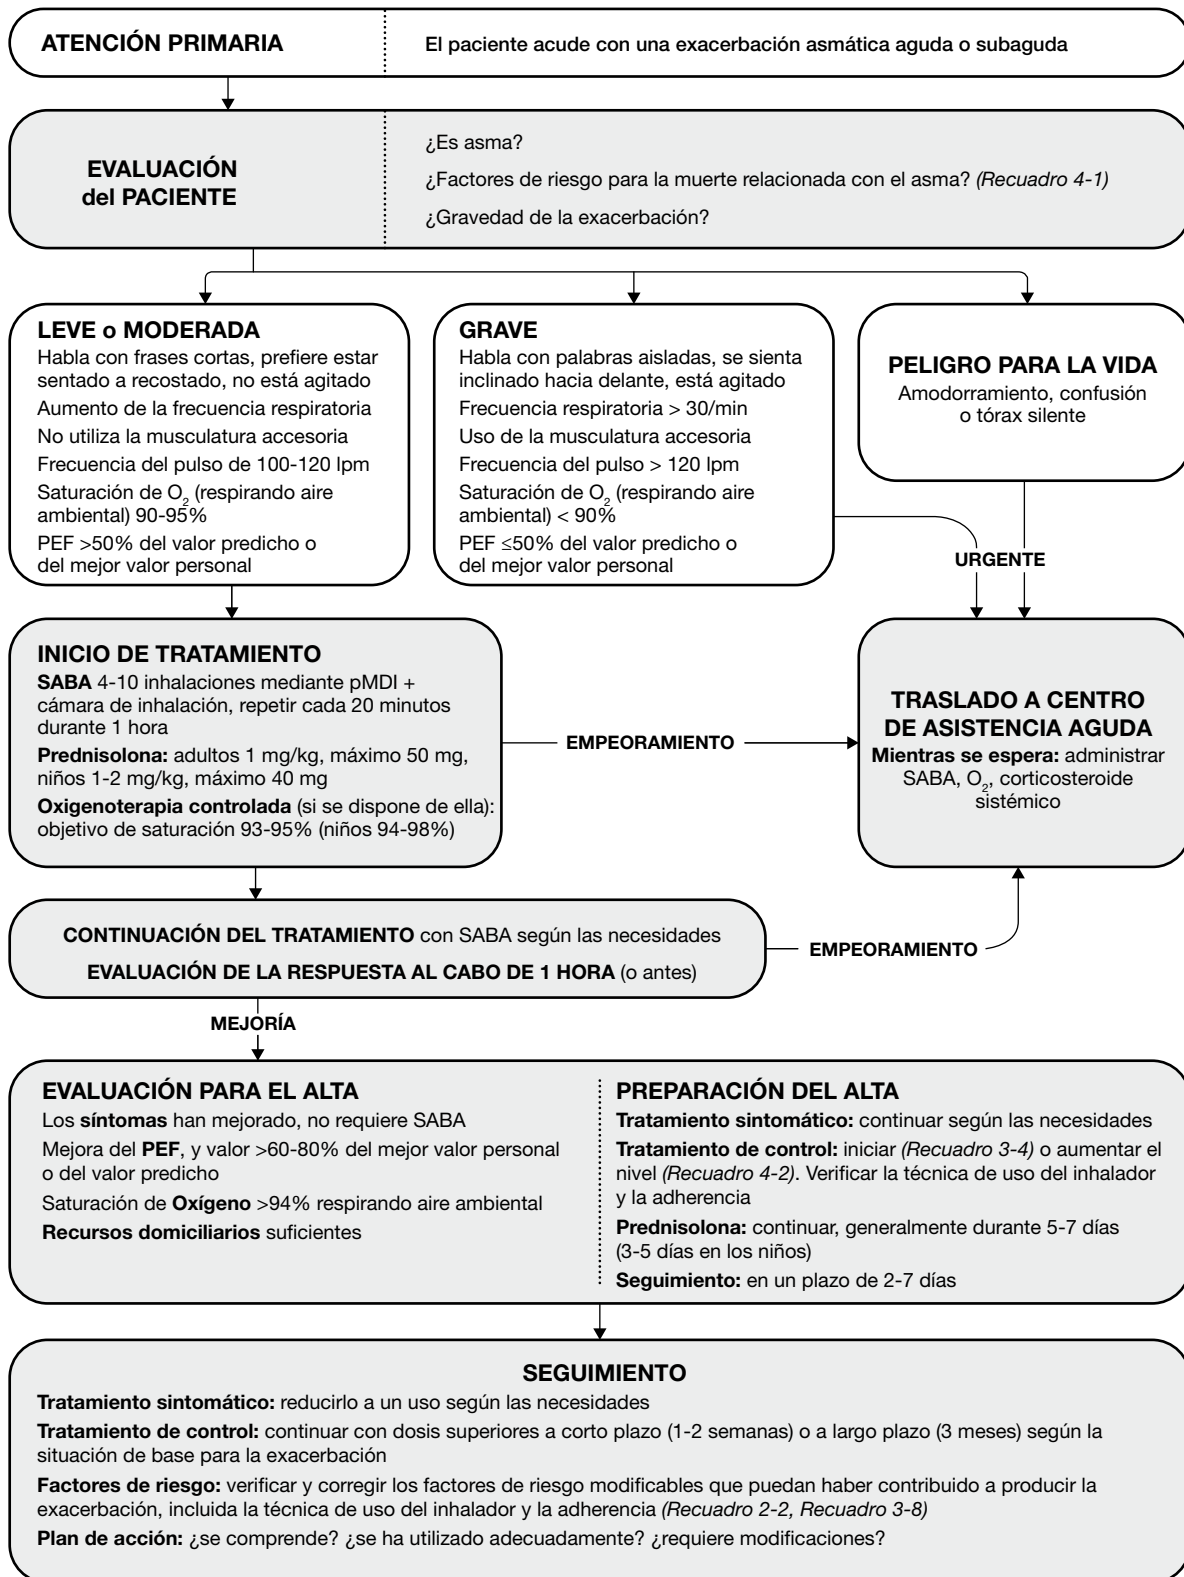 ATENCIÓN PRIMARIA
El paciente acude con una exacerbación asmática aguda o subaguda
EVALUACIÓN
del PACIENTE
¿Es asma?
¿Factores de riesgo para la muerte relacionada con el asma? (Recuadro 4-1)
¿Gravedad de la exacerbación?
LEVE o MODERADA
Habla con frases cortas, prefiere estar
sentado a recostado, no está agitado
Aumento de la frecuencia respiratoria
No utiliza la musculatura accesoria
Frecuencia del pulso de 100-120 lpm
Saturación de O₂ (respirando aire
ambiental) 90-95%
PEF >50% del valor predicho o
del mejor valor personal
GRAVE
Habla con palabras aisladas, se sienta
inclinado hacia delante, está agitado
Frecuencia respiratoria > 30/min
Uso de la musculatura accesoria
Frecuencia del pulso > 120 lpm
Saturación de O₂ (respirando aire
ambiental) < 90%
PEF ≤50% del valor predicho o
del mejor valor personal
PELIGRO PARA LA VIDA
Amodorramiento, confusión
o tórax silente
URGENTE
INICIO DE TRATAMIENTO
SABA 4-10 inhalaciones mediante pMDI +
cámara de inhalación, repetir cada 20 minutos
durante 1 hora
Prednisolona: adultos 1 mg/kg, máximo 50 mg,
niños 1-2 mg/kg, máximo 40 mg
Oxigenoterapia controlada (si se dispone de ella):
objetivo de saturación 93-95% (niños 94-98%)
EMPEORAMIENTO
TRASLADO A CENTRO
DE ASISTENCIA AGUDA
Mientras se espera: administrar
SABA, O₂, corticosteroide
sistémico
CONTINUACIÓN DEL TRATAMIENTO con SABA según las necesidades
EVALUACIÓN DE LA RESPUESTA AL CABO DE 1 HORA (o antes)
EMPEORAMIENTO
MEJORÍA
EVALUACIÓN PARA EL ALTA
Los síntomas han mejorado, no requiere SABA
Mejora del PEF, y valor >60-80% del mejor valor personal
o del valor predicho
Saturación de Oxígeno >94% respirando aire ambiental
Recursos domiciliarios suficientes
PREPARACIÓN DEL ALTA
Tratamiento sintomático: continuar según las necesidades
Tratamiento de control: iniciar (Recuadro 3-4) o aumentar el
nivel (Recuadro 4-2). Verificar la técnica de uso del inhalador
y la adherencia
Prednisolona: continuar, generalmente durante 5-7 días
(3-5 días en los niños)
Seguimiento: en un plazo de 2-7 días
SEGUIMIENTO
Tratamiento sintomático: reducirlo a un uso según las necesidades
Tratamiento de control: continuar con dosis superiores a corto plazo (1-2 semanas) o a largo plazo (3 meses) según la
situación de base para la exacerbación
Factores de riesgo: verificar y corregir los factores de riesgo modificables que puedan haber contribuido a producir la
exacerbación, incluida la técnica de uso del inhalador y la adherencia (Recuadro 2-2, Recuadro 3-8)
Plan de acción: ¿se comprende? ¿se ha utilizado adecuadamente? ¿requiere modificaciones?